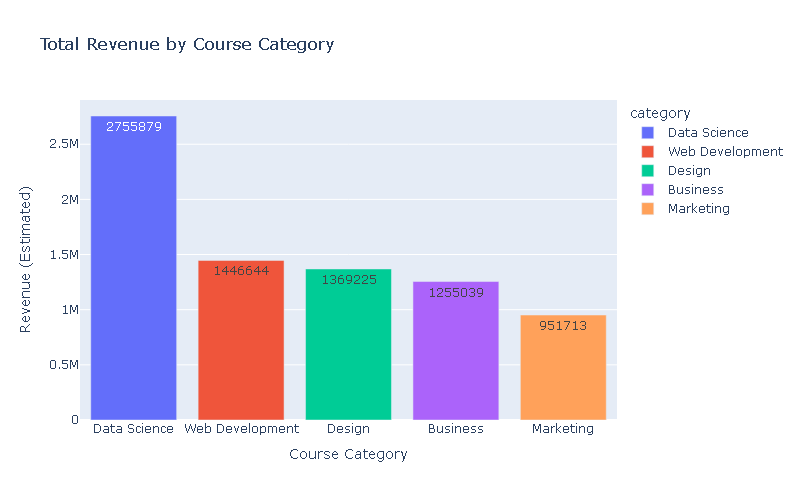 Total Revenue by Course Category
category
Data Science
Web Development
Design
Business
Marketing
Revenue (Estimated)
2.5M
2M
1.5M
1M
0.5M
0
2755879
1446644
1369225
1255039
951713
Data Science
Web Development
Design
Business
Marketing
Course Category